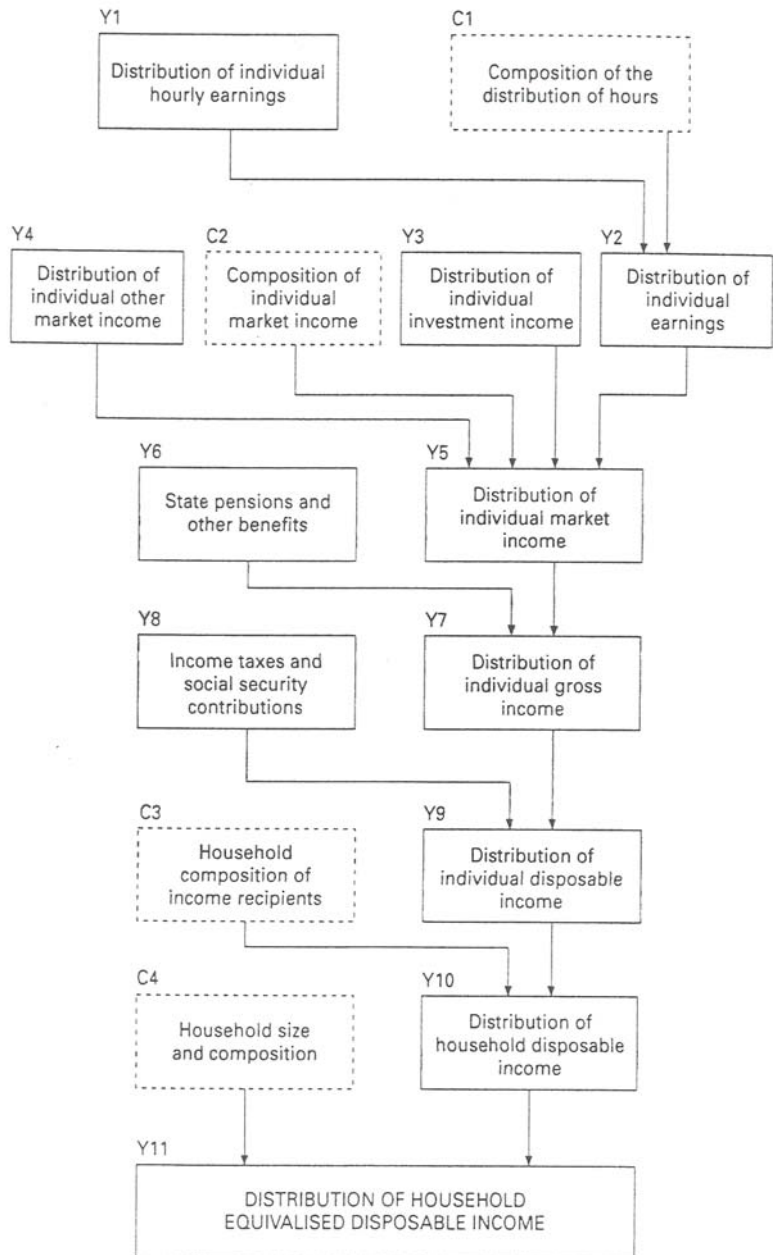 Y1
Distribution of individual
hourly earnings
C1
Composition of the
distribution of hours
Y4
Distribution of
individual other
market income
C2
Composition of
individual
market income
Y3
Distribution of
individual
investment income
Y2
Distribution of
individual
earnings
Y6
State pensions and
other benefits
Y5
Distribution of
individual market
income
Y8
Income taxes and
social security
contributions
Y7
Distribution of
individual gross
income
C3
Household
composition of
income recipients
Y9
Distribution of
individual disposable
income
C4
Household size
and composition
Y10
Distribution of
household disposable
income
Y11
DISTRIBUTION OF HOUSEHOLD
EQUIVALISED DISPOSABLE INCOME